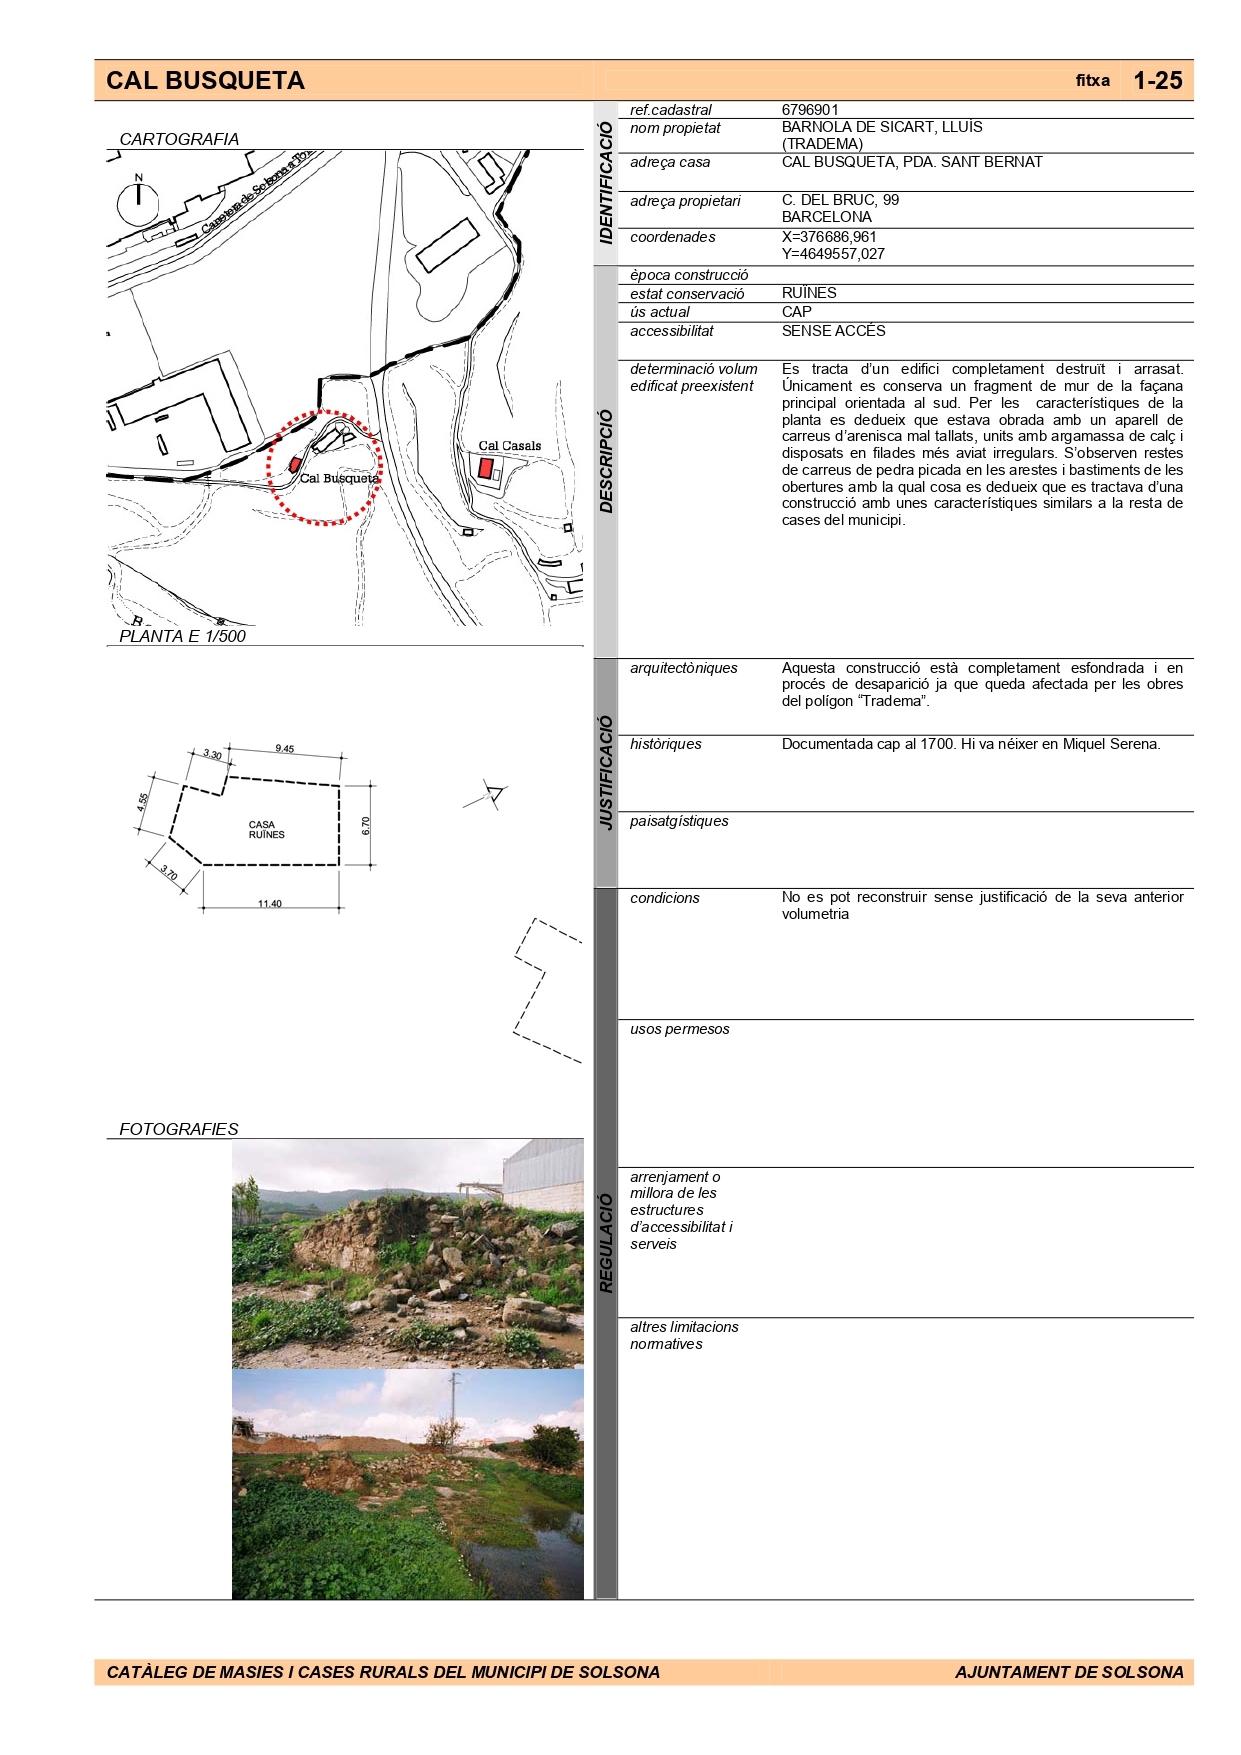 CAL BUSQUETA
fitxa 1-25
CARTOGRAFIA
N
Carretera de Solsona a
Cal Busqueta
Cal Casals
PLANTA E 1/500
3.30
9.45
4.55
CASA
RUÏNES
6.70
3.70
11.40
FOTOGRAFIES
IDENTIFICACIÓ
ref.cadastral 6796901
nom propietat BARNOLA DE SICART, LLUÍS
(TRADEMA)
adreça casa CAL BUSQUETA, PDA. SANT BERNAT
adreça propietari C. DEL BRUC, 99
BARCELONA
coordenades X=376686,961
Y=4649557,027
DESCRIPCIÓ
època construcció
estat conservació RUÏNES
ús actual CAP
accessibilitat SENSE ACCÉS
determinació volum Es tracta d’un edifici completament destruït i arrasat.
edificat preexistent Únicament es conserva un fragment de mur de la façana
principal orientada al sud. Per les característiques de la
planta es dedueix que estava obrada amb un aparell de
carreus d’arenisca mal tallats, units amb argamassa de calç i
disposats en filades més aviat irregulars. S’observen restes
de carreus de pedra picada en les arestes i bastiments de les
obertures amb la qual cosa es dedueix que es tractava d’una
construcció amb unes característiques similars a la resta de
cases del municipi.
JUSTIFICACIÓ
arquitectòniques Aquesta construcció està completament esfondrada i en
procés de desaparició ja que queda afectada per les obres
del polígon “Tradema”.
històriques Documentada cap al 1700. Hi va néixer en Miquel Serena.
paisatgístiques
REGULACIÓ
condicions No es pot reconstruir sense justificació de la seva anterior
volumetria
usos permesos
arrenjament o
millora de les
estructures
d’accessibilitat i
serveis
altres limitacions
normatives
CATÀLEG DE MASIES I CASES RURALS DEL MUNICIPI DE SOLSONA
AJUNTAMENT DE SOLSONA